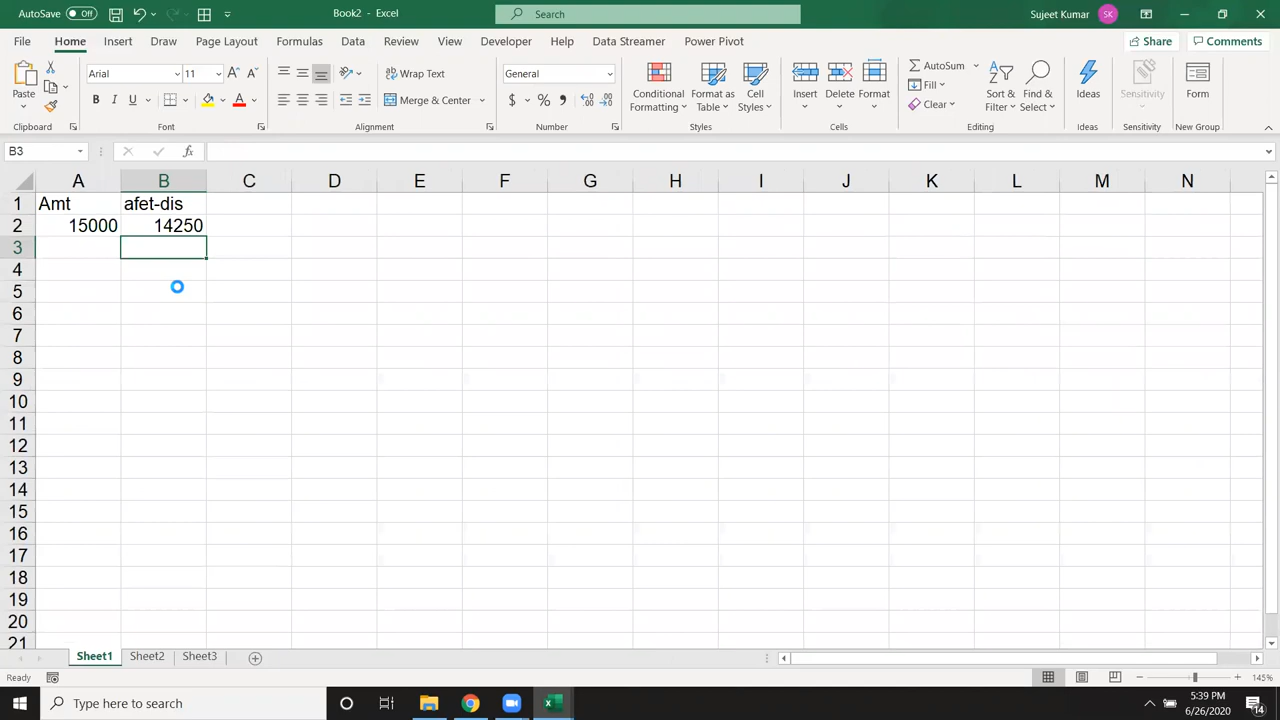 AutoSave Off Book2 - Excel Search Sujeet Kumar SK
File Home Insert Draw Page Layout Formulas Data Review View Developer Help Data Streamer Power Pivot Share Comments
Paste Arial 11 Wrap Text General Conditional Formatting Format as Table Cell Styles Insert Delete Format AutoSum Sort & Filter Find & Select Ideas Sensitivity Form
B I U A Merge & Center $ % , Fill
Clear
Clipboard Font Alignment Number Styles Cells Editing Ideas Sensitivity New Group
B3 fx
A B C D E F G H I J K L M N
1 Amt afet-dis
2 15000 14250
3
4
5
6
7
8
9
10
11
12
13
14
15
16
17
18
19
20
21
Sheet1 Sheet2 Sheet3
Ready 145%
Type here to search 5:39 PM
6/26/2020 14